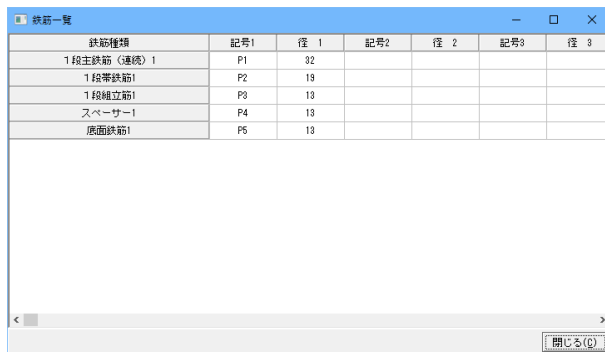 鉄筋一覧
鉄筋種類 記号1 径 1 記号2 径 2 記号3 径 3
1段主鉄筋(連続)1 P1 32
1段帯鉄筋1 P2 19
1段組立筋1 P3 13
スペーサー1 P4 13
底面鉄筋1 P5 13
閉じる(C)